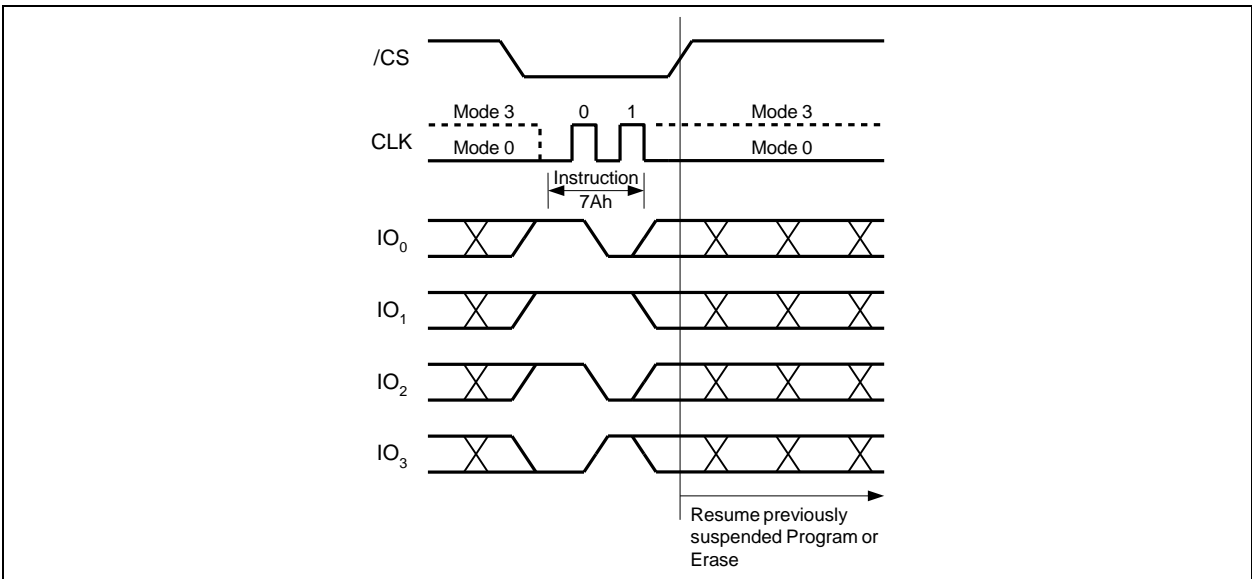 /CS
Mode 3 0 1 Mode 3
CLK
Mode 0 Mode 0
Instruction
7Ah
IO0
IO1
IO2
IO3
Resume previously
suspended Program or
Erase